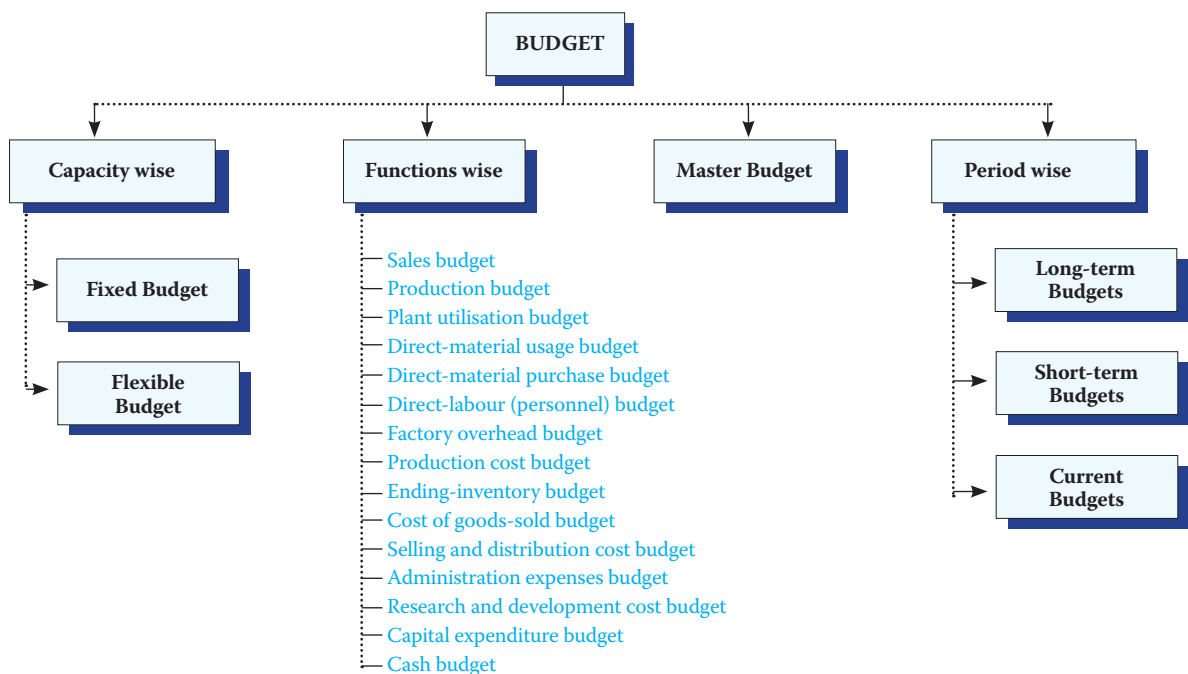 BUDGET
Capacity wise
Functions wise
Master Budget
Period wise
Fixed Budget
Flexible
Budget
Sales budget
Production budget
Plant utilisation budget
Direct-material usage budget
Direct-material purchase budget
Direct-labour (personnel) budget
Factory overhead budget
Production cost budget
Ending-inventory budget
Cost of goods-sold budget
Selling and distribution cost budget
Administration expenses budget
Research and development cost budget
Capital expenditure budget
Cash budget
Long-term
Budgets
Short-term
Budgets
Current
Budgets